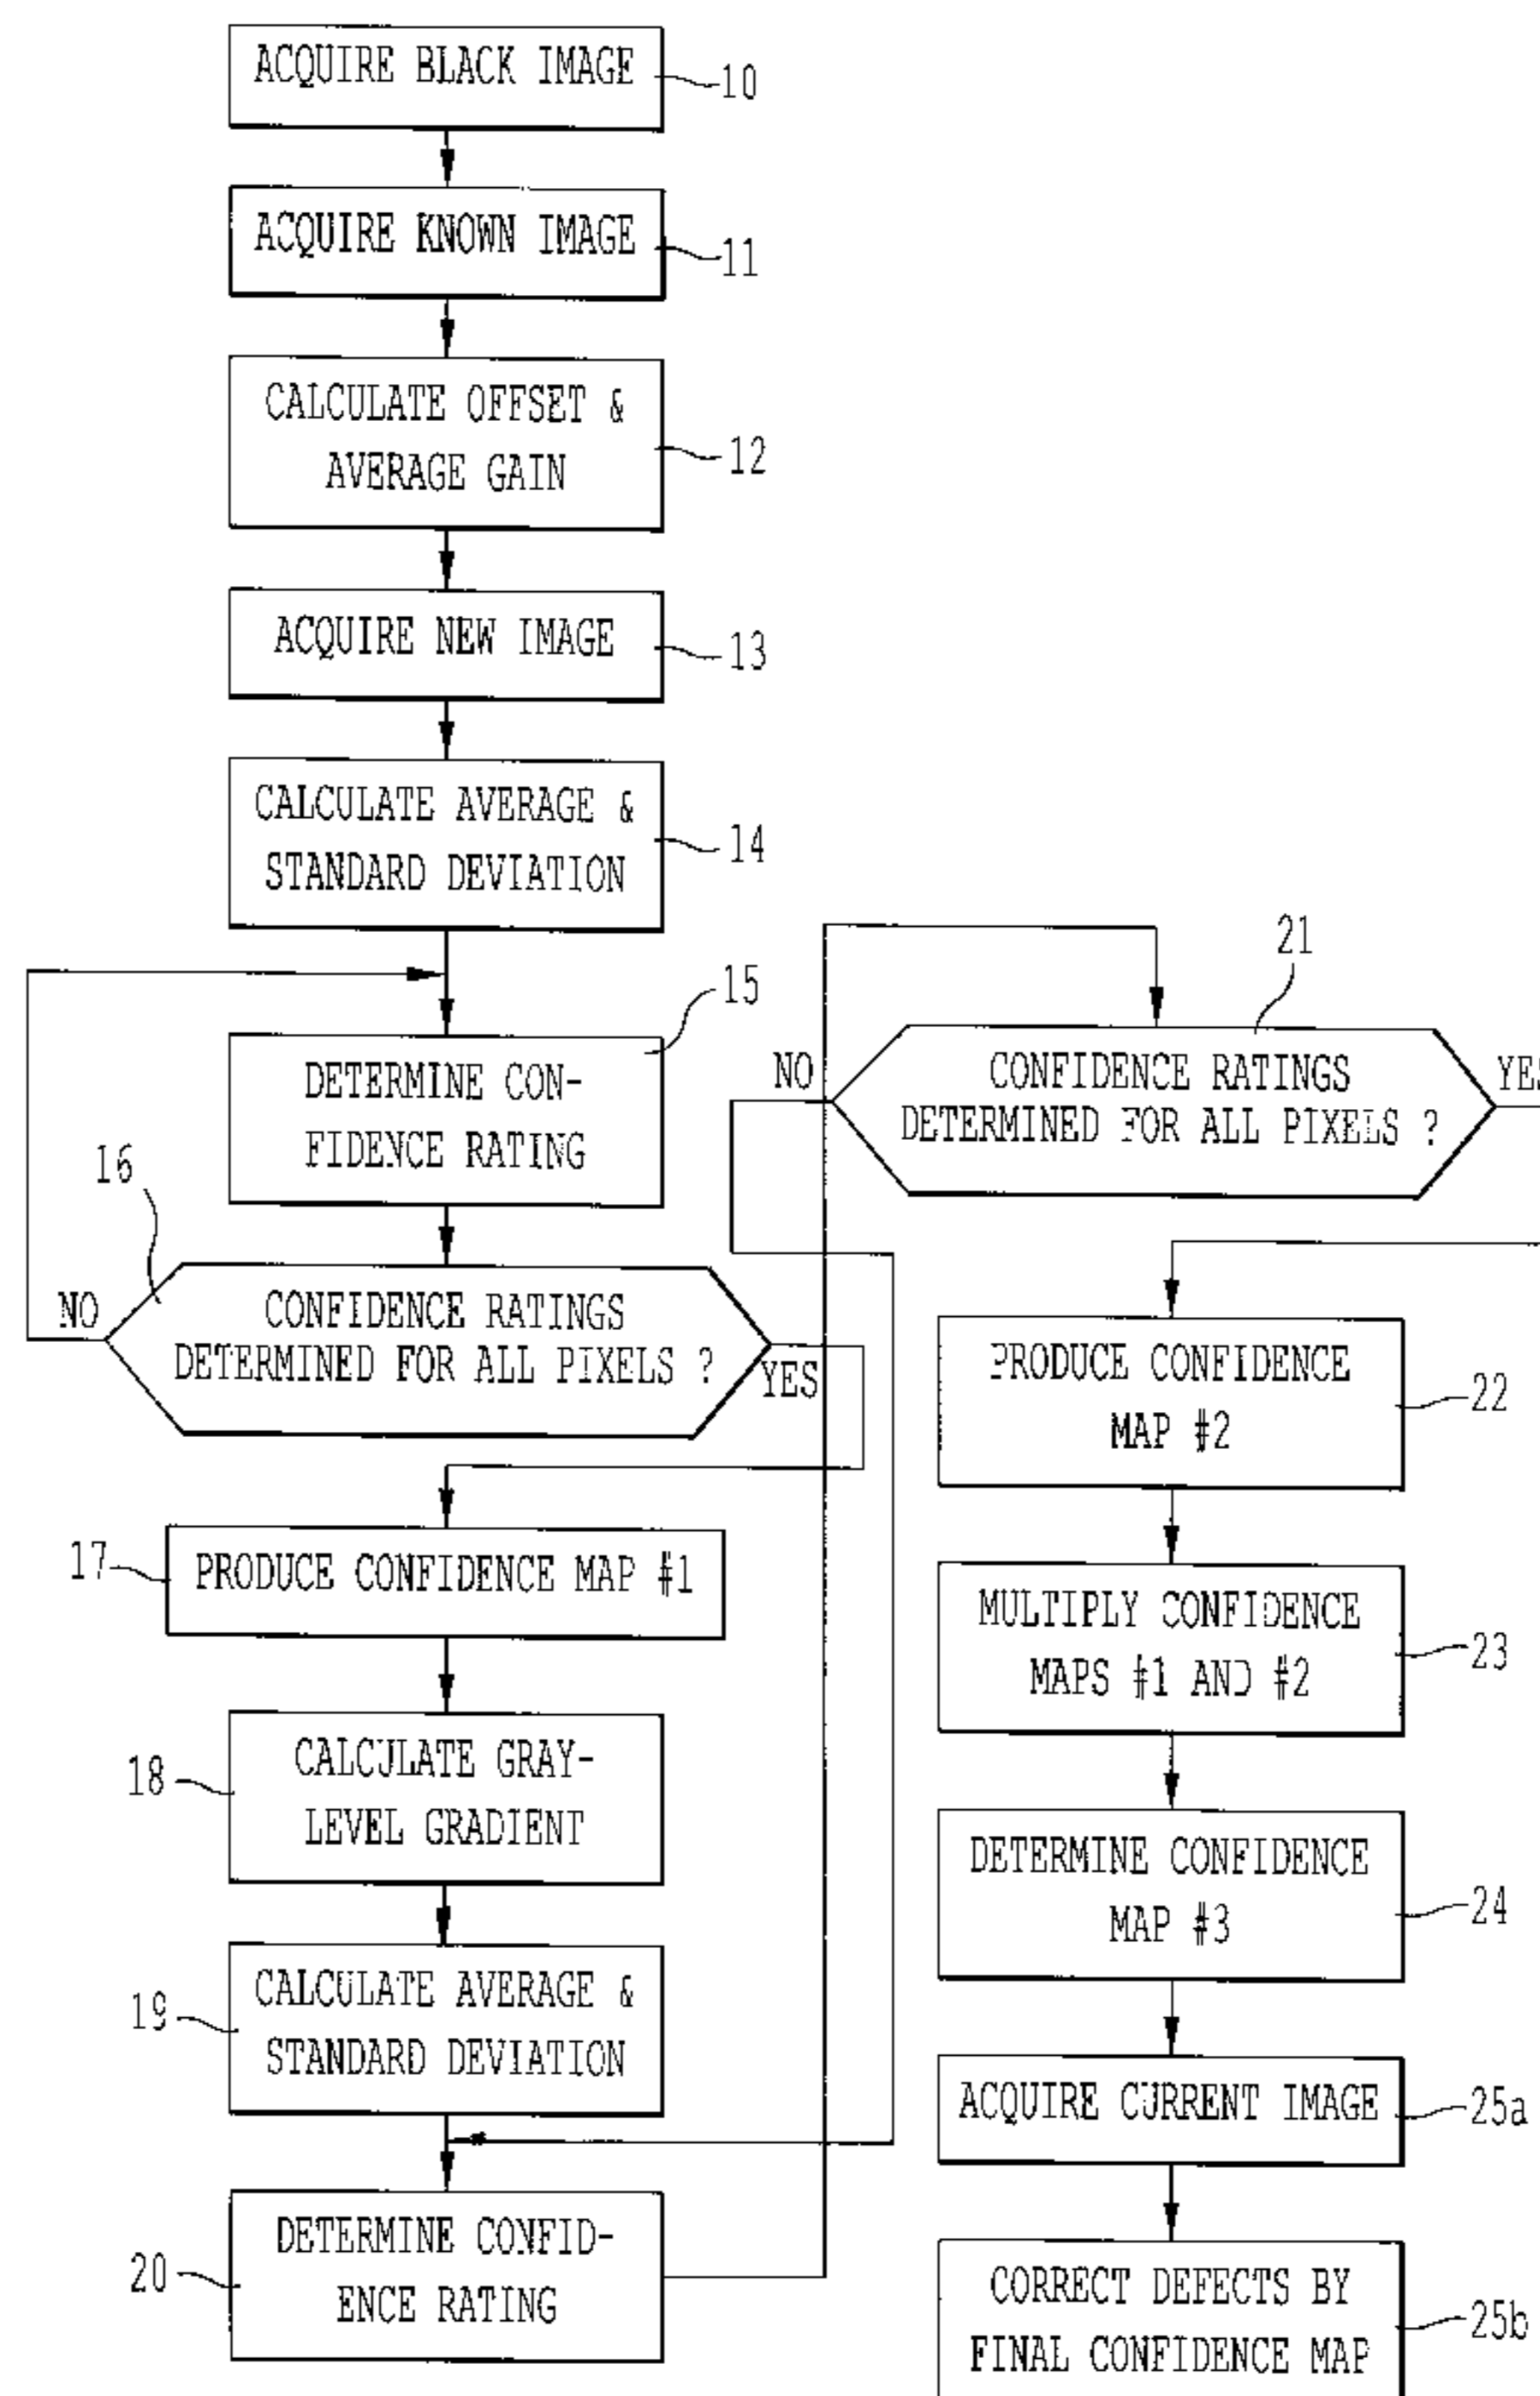 ACQUIRE BLACK IMAGE
10
ACQUIRE KNOWN IMAGE
11
CALCULATE OFFSET &
AVERAGE GAIN
12
ACQUIRE NEW IMAGE
13
CALCULATE AVERAGE &
STANDARD DEVIATION
14
DETERMINE CON-
FIDENCE RATING
15
16
NO
CONFIDENCE RATINGS
DETERMINED FOR ALL PIXELS ?
YES
17
PRODUCE CONFIDENCE MAP #1
18
CALCULATE GRAY-
LEVEL GRADIENT
19
CALCULATE AVERAGE &
STANDARD DEVIATION
20
DETERMINE CONFID-
ENCE RATING
21
NO
CONFIDENCE RATINGS
DETERMINED FOR ALL PIXELS ?
YES
PRODUCE CONFIDENCE
MAP #2
22
MULTIPLY CONFIDENCE
MAPS #1 AND #2
23
DETERMINE CONFIDENCE
MAP #3
24
ACQUIRE CURRENT IMAGE
25a
CORRECT DEFECTS BY
FINAL CONFIDENCE MAP
25b